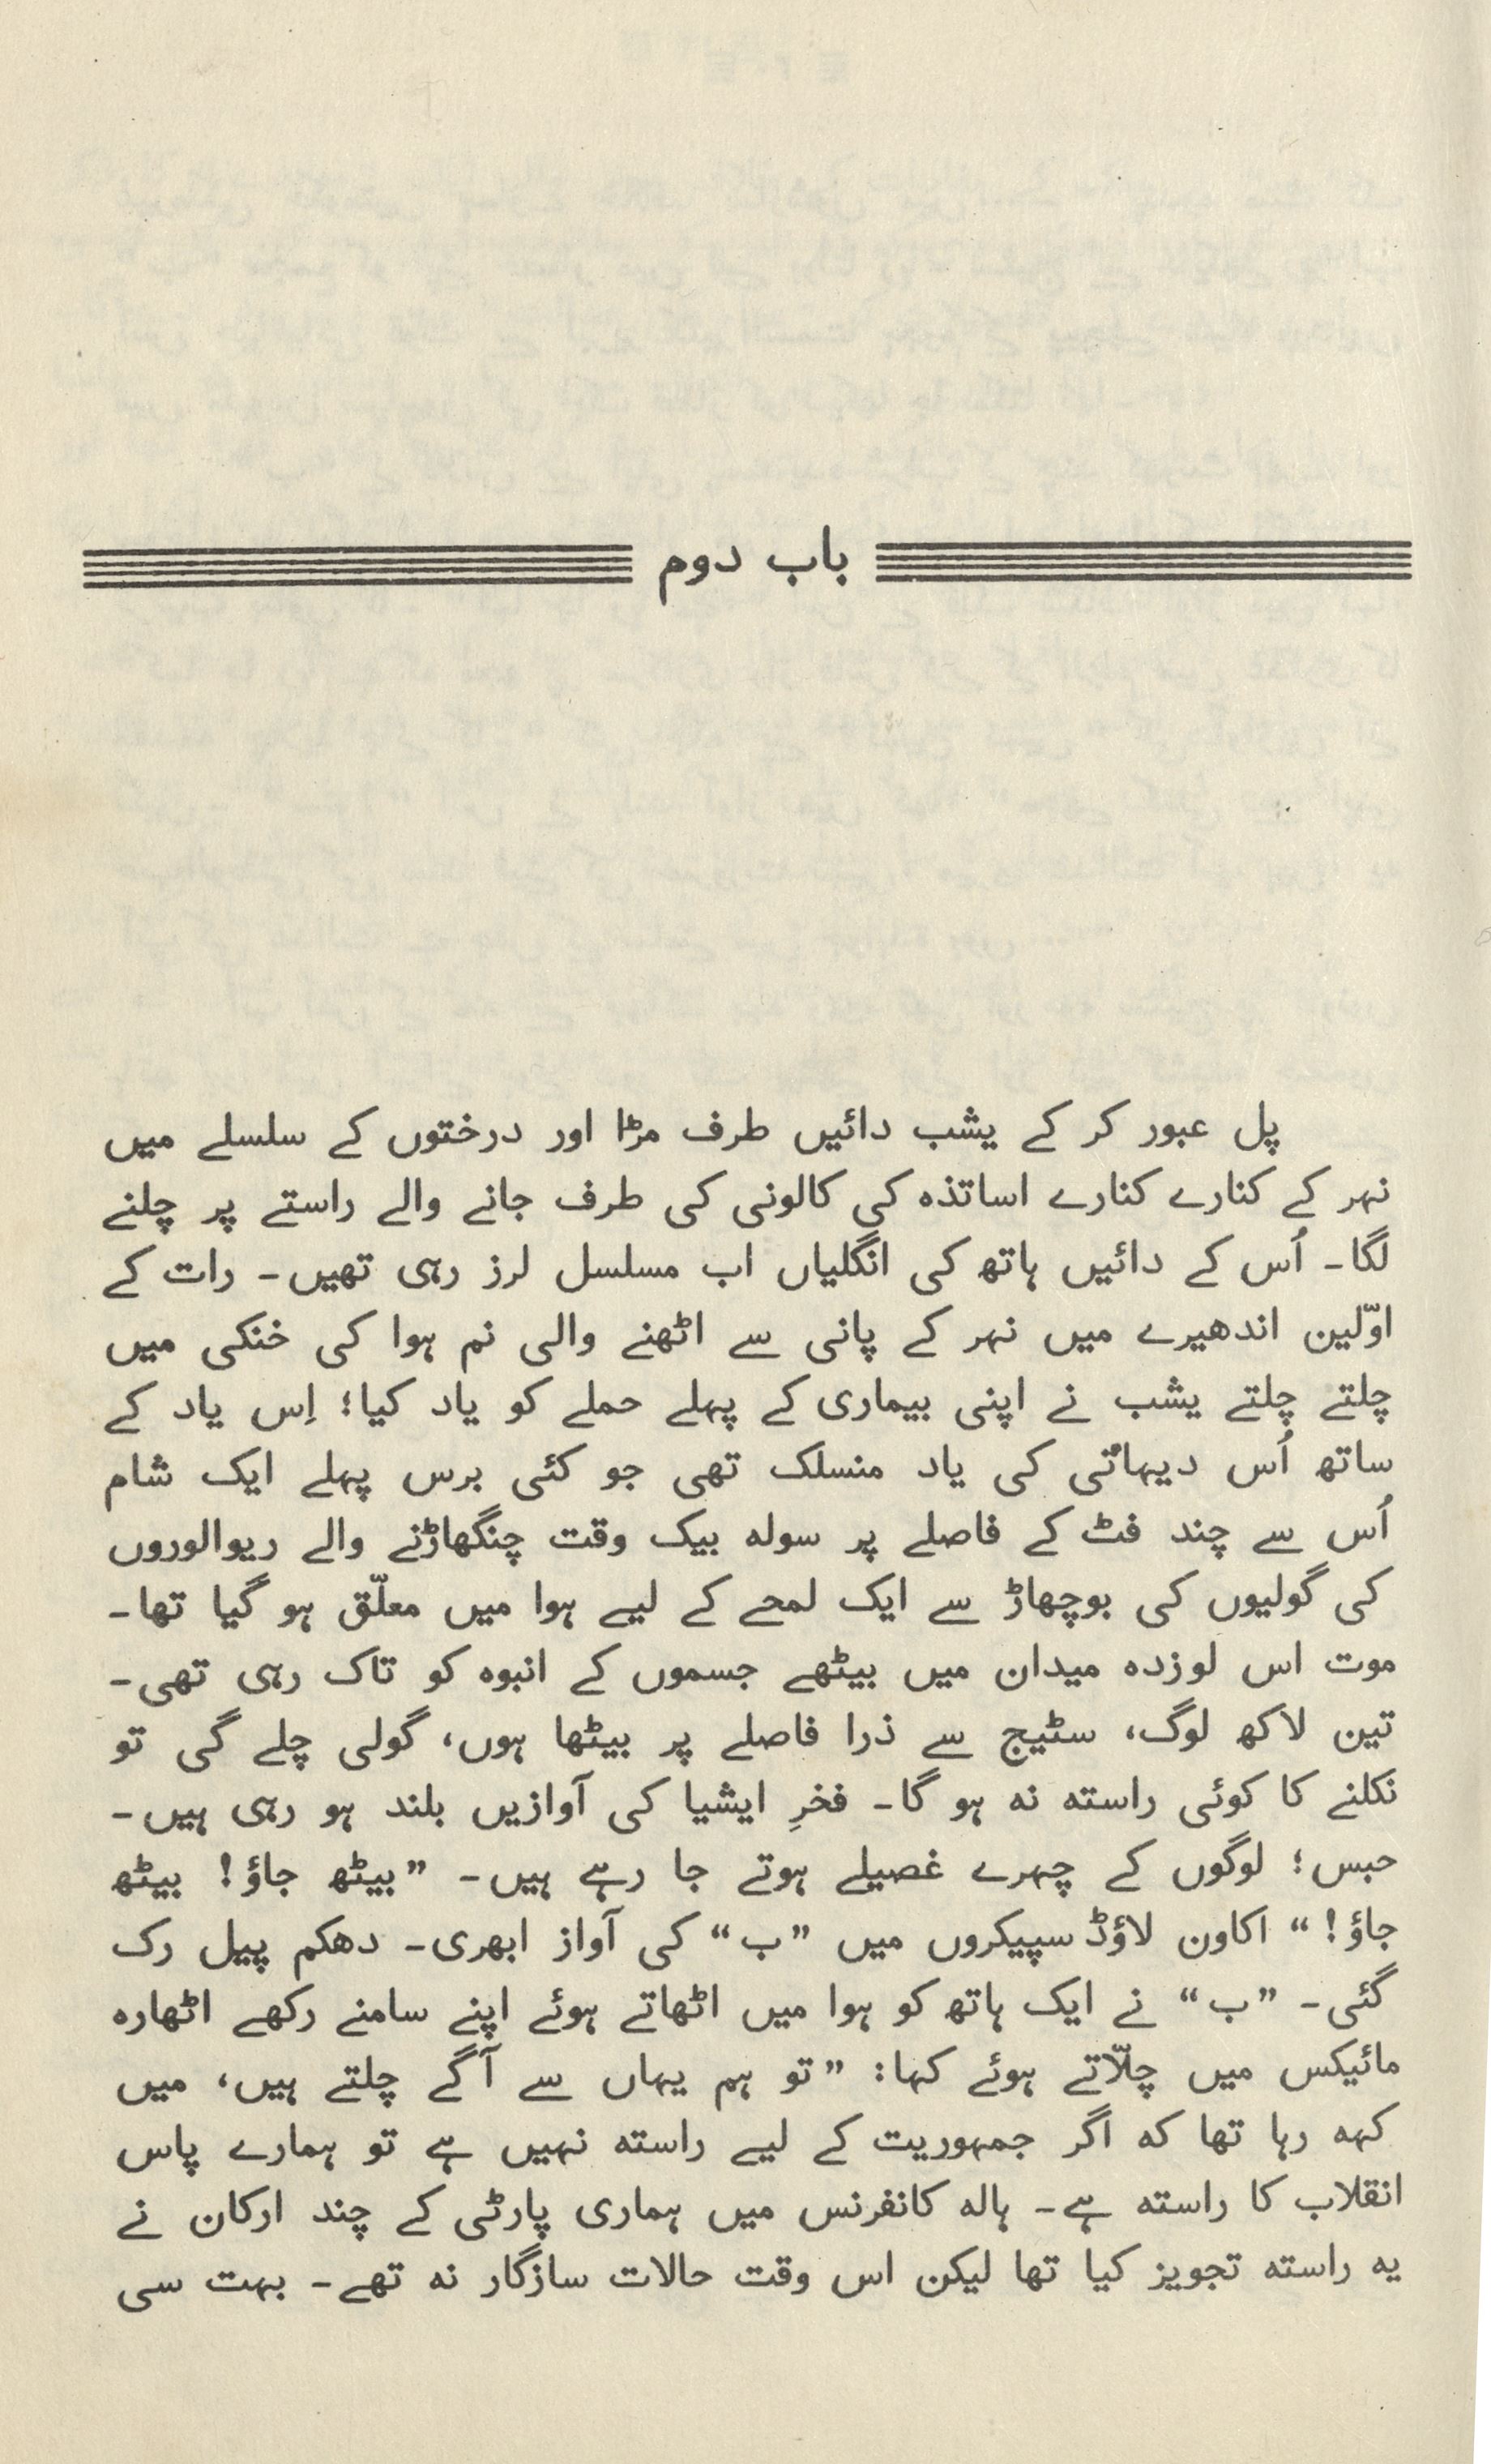 باب دوم
پل عبور کر کے یشب دائیں طرف مڑا اور درختوں کے سلسلے میں
نہر کے کنارے کنارے اساتذہ کی کالونی کی طرف جانے والے راستے پر چلنے
لگا۔ اُس کے دائیں ہاتھ کی انگلیاں اب مسلسل لرز رہی تھیں۔ رات کے
اوّلین اندھیرے میں نہر کے پانی سے اٹھنے والی نم ہوا کی خنکی میں
چلتے چلتے یشب نے اپنی بیماری کے پہلے حملے کو یاد کیا؛ اِس یاد کے
ساتھ اُس دیہاتی کی یاد منسلک تھی جو کئی برس پہلے ایک شام
اُس سے چند فٹ کے فاصلے پر سولہ بیک وقت چنگھاڑنے والے ریوالوروں
کی گولیوں کی بوچھاڑ سے ایک لمحے کے لیے ہوا میں معلّق ہو گیا تھا۔
موت اس لوزدہ میدان میں بیٹھے جسموں کے انبوہ کو تاک رہی تھی۔
تین لاکھ لوگ، سٹیج سے ذرا فاصلے پر بیٹھا ہوں، گولی چلے گی تو
نکلنے کا کوئی راستہ نہ ہو گا۔ فخرِ ایشیا کی آوازیں بلند ہو رہی ہیں۔
حبس؛ لوگوں کے چہرے غصیلے ہوتے جا رہے ہیں۔ ”بیٹھ جاؤ! بیٹھ
جاؤ!“ اکاون لاؤڈ سپیکروں میں ”ب“ کی آواز ابھری۔ دھکم پیل رک
گئی۔ ”ب“ نے ایک ہاتھ کو ہوا میں اٹھاتے ہوئے اپنے سامنے رکھے اٹھارہ
مائیکس میں چلّاتے ہوئے کہا: ”تو ہم یہاں سے آگے چلتے ہیں، میں
کہہ رہا تھا کہ اگر جمہوریت کے لیے راستہ نہیں ہے تو ہمارے پاس
انقلاب کا راستہ ہے۔ ہالہ کانفرنس میں ہماری پارٹی کے چند ارکان نے
یہ راستہ تجویز کیا تھا لیکن اس وقت حالات سازگار نہ تھے۔ بہت سی